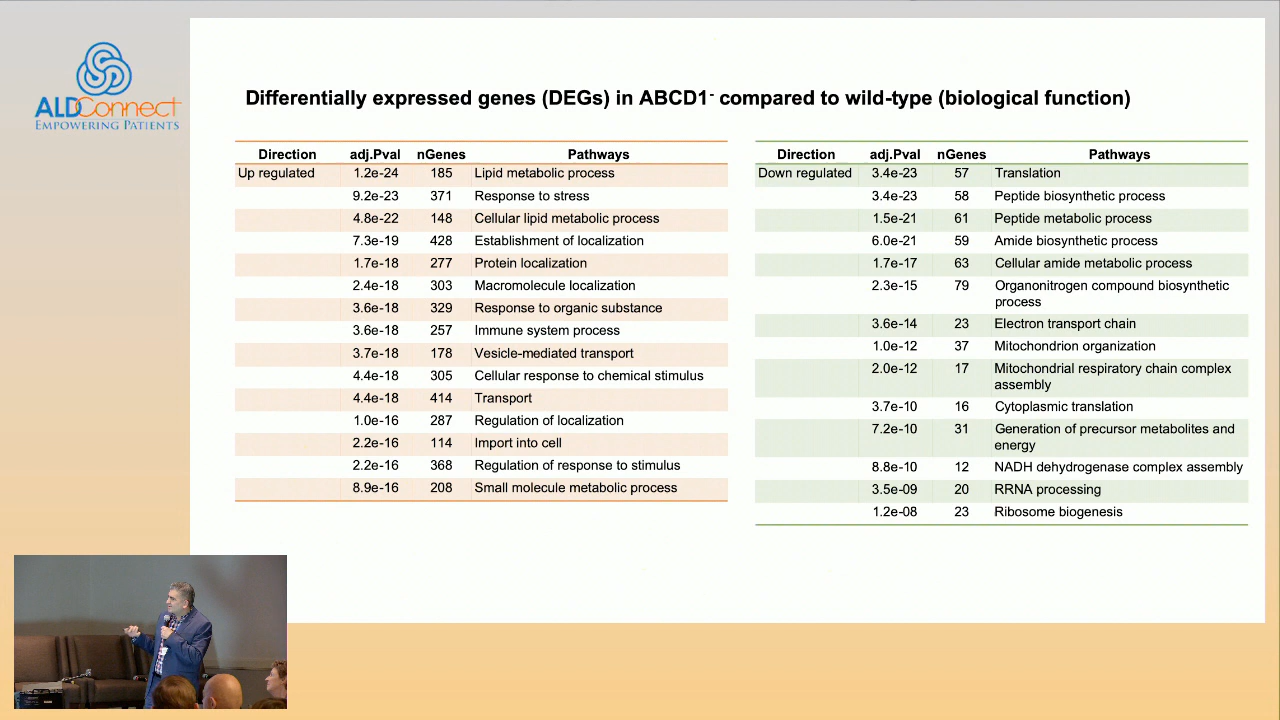 ALDConnect
EMPOWERING PATIENTS
Differentially expressed genes (DEGs) in ABCD1⁻ compared to wild-type (biological function)
Direction adj.Pval nGenes Pathways
Up regulated 1.2e-24 185 Lipid metabolic process
9.2e-23 371 Response to stress
4.8e-22 148 Cellular lipid metabolic process
7.3e-19 428 Establishment of localization
1.7e-18 277 Protein localization
2.4e-18 303 Macromolecule localization
3.6e-18 329 Response to organic substance
3.6e-18 257 Immune system process
3.7e-18 178 Vesicle-mediated transport
4.4e-18 305 Cellular response to chemical stimulus
4.4e-18 414 Transport
1.0e-16 287 Regulation of localization
2.2e-16 114 Import into cell
2.2e-16 368 Regulation of response to stimulus
8.9e-16 208 Small molecule metabolic process
Direction adj.Pval nGenes Pathways
Down regulated 3.4e-23 57 Translation
3.4e-23 58 Peptide biosynthetic process
1.5e-21 61 Peptide metabolic process
6.0e-21 59 Amide biosynthetic process
1.7e-17 63 Cellular amide metabolic process
2.3e-15 79 Organonitrogen compound biosynthetic
process
3.6e-14 23 Electron transport chain
1.0e-12 37 Mitochondrion organization
2.0e-12 17 Mitochondrial respiratory chain complex
assembly
3.7e-10 16 Cytoplasmic translation
7.2e-10 31 Generation of precursor metabolites and
energy
8.8e-10 12 NADH dehydrogenase complex assembly
3.5e-09 20 RRNA processing
1.2e-08 23 Ribosome biogenesis